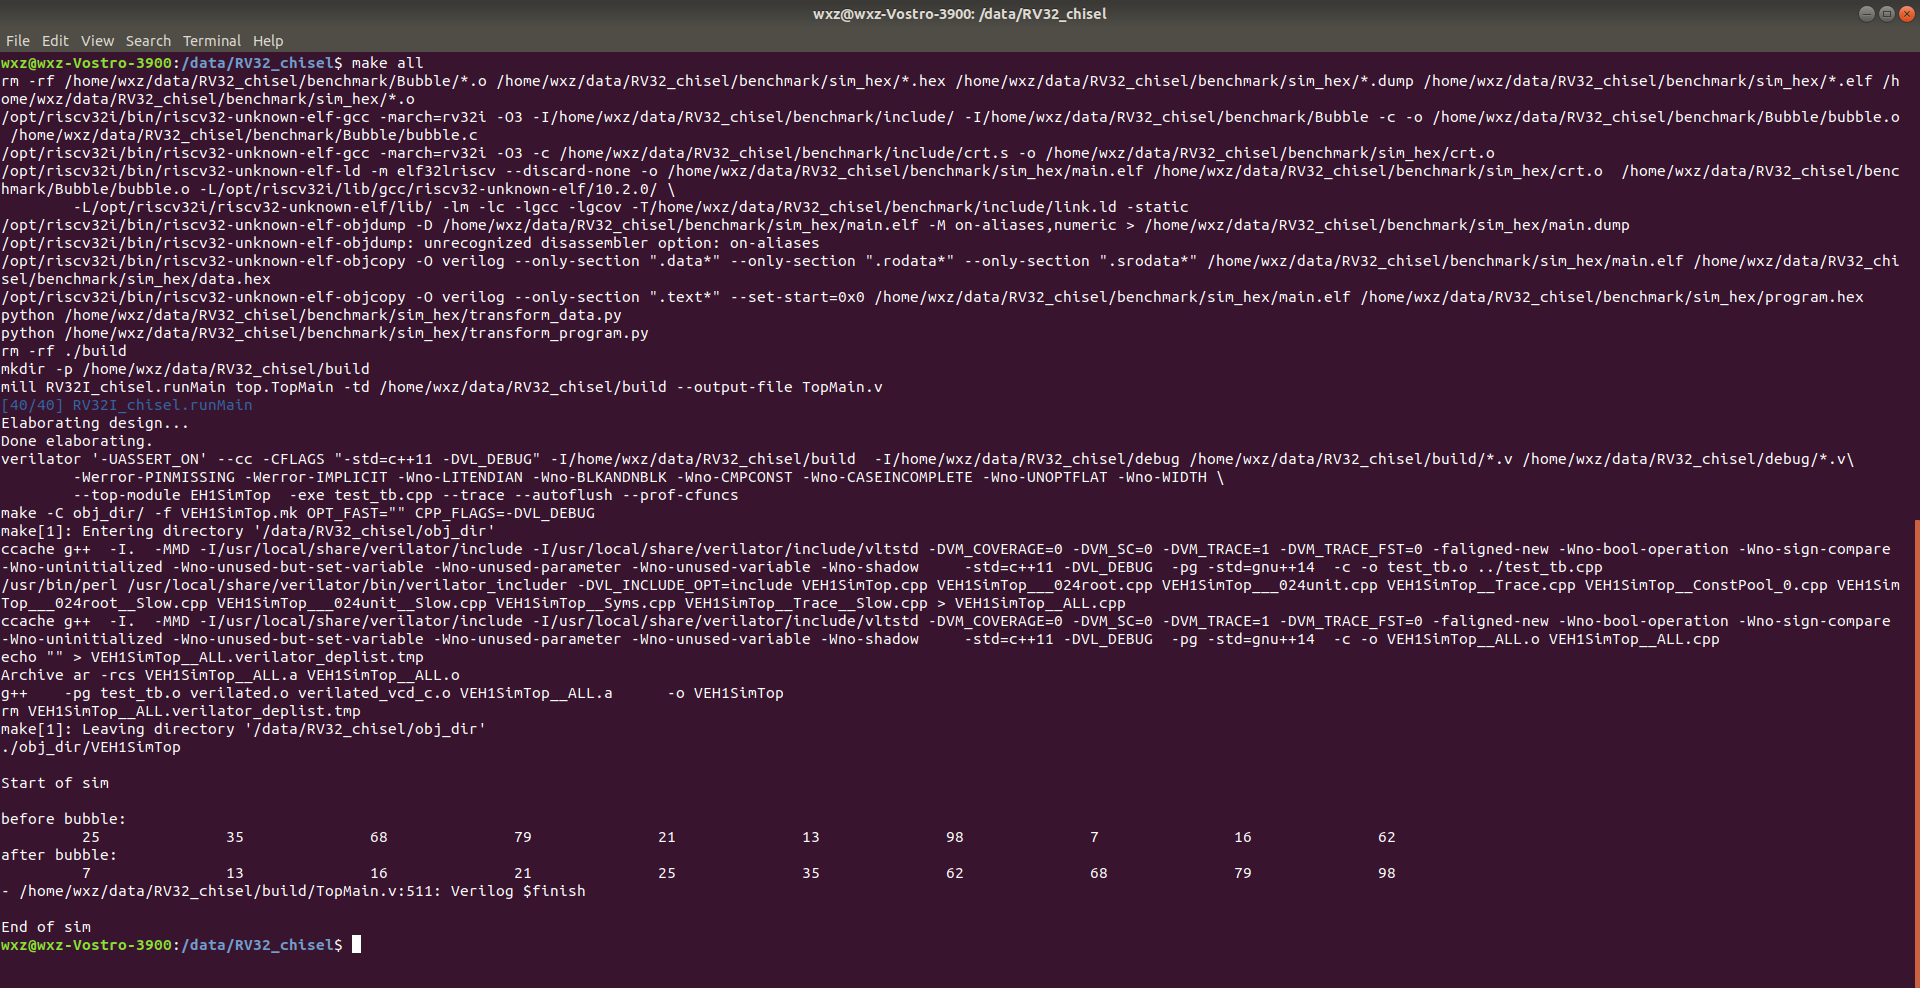 wxz@wxz-Vostro-3900: /data/RV32_chisel
File Edit View Search Terminal Help
wxz@wxz-Vostro-3900:/data/RV32_chisel$ make all
rm -rf /home/wxz/data/RV32_chisel/benchmark/Bubble/*.o /home/wxz/data/RV32_chisel/benchmark/sim_hex/*.hex /home/wxz/data/RV32_chisel/benchmark/sim_hex/*.dump /home/wxz/data/RV32_chisel/benchmark/sim_hex/*.elf /h
ome/wxz/data/RV32_chisel/benchmark/sim_hex/*.o
/opt/riscv32i/bin/riscv32-unknown-elf-gcc -march=rv32i -O3 -I/home/wxz/data/RV32_chisel/benchmark/include/ -I/home/wxz/data/RV32_chisel/benchmark/Bubble -c -o /home/wxz/data/RV32_chisel/benchmark/Bubble/bubble.o
 /home/wxz/data/RV32_chisel/benchmark/Bubble/bubble.c
/opt/riscv32i/bin/riscv32-unknown-elf-gcc -march=rv32i -O3 -c /home/wxz/data/RV32_chisel/benchmark/include/crt.s -o /home/wxz/data/RV32_chisel/benchmark/sim_hex/crt.o
/opt/riscv32i/bin/riscv32-unknown-elf-ld -m elf32lriscv --discard-none -o /home/wxz/data/RV32_chisel/benchmark/sim_hex/main.elf /home/wxz/data/RV32_chisel/benchmark/sim_hex/crt.o  /home/wxz/data/RV32_chisel/benc
hmark/Bubble/bubble.o -L/opt/riscv32i/lib/gcc/riscv32-unknown-elf/10.2.0/ \
        -L/opt/riscv32i/riscv32-unknown-elf/lib/ -lm -lc -lgcc -lgcov -T/home/wxz/data/RV32_chisel/benchmark/include/link.ld -static
/opt/riscv32i/bin/riscv32-unknown-elf-objdump -D /home/wxz/data/RV32_chisel/benchmark/sim_hex/main.elf -M on-aliases,numeric > /home/wxz/data/RV32_chisel/benchmark/sim_hex/main.dump
/opt/riscv32i/bin/riscv32-unknown-elf-objdump: unrecognized disassembler option: on-aliases
/opt/riscv32i/bin/riscv32-unknown-elf-objcopy -O verilog --only-section ".data*" --only-section ".rodata*" --only-section ".srodata*" /home/wxz/data/RV32_chisel/benchmark/sim_hex/main.elf /home/wxz/data/RV32_chi
sel/benchmark/sim_hex/data.hex
/opt/riscv32i/bin/riscv32-unknown-elf-objcopy -O verilog --only-section ".text*" --set-start=0x0 /home/wxz/data/RV32_chisel/benchmark/sim_hex/main.elf /home/wxz/data/RV32_chisel/benchmark/sim_hex/program.hex
python /home/wxz/data/RV32_chisel/benchmark/sim_hex/transform_data.py
python /home/wxz/data/RV32_chisel/benchmark/sim_hex/transform_program.py
rm -rf ./build
mkdir -p /home/wxz/data/RV32_chisel/build
mill RV32I_chisel.runMain top.TopMain -td /home/wxz/data/RV32_chisel/build --output-file TopMain.v
[40/40] RV32I_chisel.runMain
Elaborating design...
Done elaborating.
verilator '-UASSERT_ON' --cc -CFLAGS "-std=c++11 -DVL_DEBUG" -I/home/wxz/data/RV32_chisel/build  -I/home/wxz/data/RV32_chisel/debug /home/wxz/data/RV32_chisel/build/*.v /home/wxz/data/RV32_chisel/debug/*.v\
        -Werror-PINMISSING -Werror-IMPLICIT -Wno-LITENDIAN -Wno-BLKANDNBLK -Wno-CMPCONST -Wno-CASEINCOMPLETE -Wno-UNOPTFLAT -Wno-WIDTH \
        --top-module EH1SimTop  -exe test_tb.cpp --trace --autoflush --prof-cfuncs
make -C obj_dir/ -f VEH1SimTop.mk OPT_FAST="" CPP_FLAGS=-DVL_DEBUG
make[1]: Entering directory '/data/RV32_chisel/obj_dir'
ccache g++  -I.  -MMD -I/usr/local/share/verilator/include -I/usr/local/share/verilator/include/vltstd -DVM_COVERAGE=0 -DVM_SC=0 -DVM_TRACE=1 -DVM_TRACE_FST=0 -faligned-new -Wno-bool-operation -Wno-sign-compare
-Wno-uninitialized -Wno-unused-but-set-variable -Wno-unused-parameter -Wno-unused-variable -Wno-shadow     -std=c++11 -DVL_DEBUG  -pg -std=gnu++14  -c -o test_tb.o ../test_tb.cpp
/usr/bin/perl /usr/local/share/verilator/bin/verilator_includer -DVL_INCLUDE_OPT=include VEH1SimTop.cpp VEH1SimTop___024root.cpp VEH1SimTop___024unit.cpp VEH1SimTop__Trace.cpp VEH1SimTop__ConstPool_0.cpp VEH1Sim
Top___024root__Slow.cpp VEH1SimTop___024unit__Slow.cpp VEH1SimTop__Syms.cpp VEH1SimTop__Trace__Slow.cpp > VEH1SimTop__ALL.cpp
ccache g++  -I.  -MMD -I/usr/local/share/verilator/include -I/usr/local/share/verilator/include/vltstd -DVM_COVERAGE=0 -DVM_SC=0 -DVM_TRACE=1 -DVM_TRACE_FST=0 -faligned-new -Wno-bool-operation -Wno-sign-compare
-Wno-uninitialized -Wno-unused-but-set-variable -Wno-unused-parameter -Wno-unused-variable -Wno-shadow     -std=c++11 -DVL_DEBUG  -pg -std=gnu++14  -c -o VEH1SimTop__ALL.o VEH1SimTop__ALL.cpp
echo "" > VEH1SimTop__ALL.verilator_deplist.tmp
Archive ar -rcs VEH1SimTop__ALL.a VEH1SimTop__ALL.o
g++    -pg test_tb.o verilated.o verilated_vcd_c.o VEH1SimTop__ALL.a      -o VEH1SimTop
rm VEH1SimTop__ALL.verilator_deplist.tmp
make[1]: Leaving directory '/data/RV32_chisel/obj_dir'
./obj_dir/VEH1SimTop
Start of sim
before bubble:
25 35 68 79 21 13 98 7 16 62
after bubble:
7 13 16 21 25 35 62 68 79 98
- /home/wxz/data/RV32_chisel/build/TopMain.v:511: Verilog $finish
End of sim
wxz@wxz-Vostro-3900:/data/RV32_chisel$